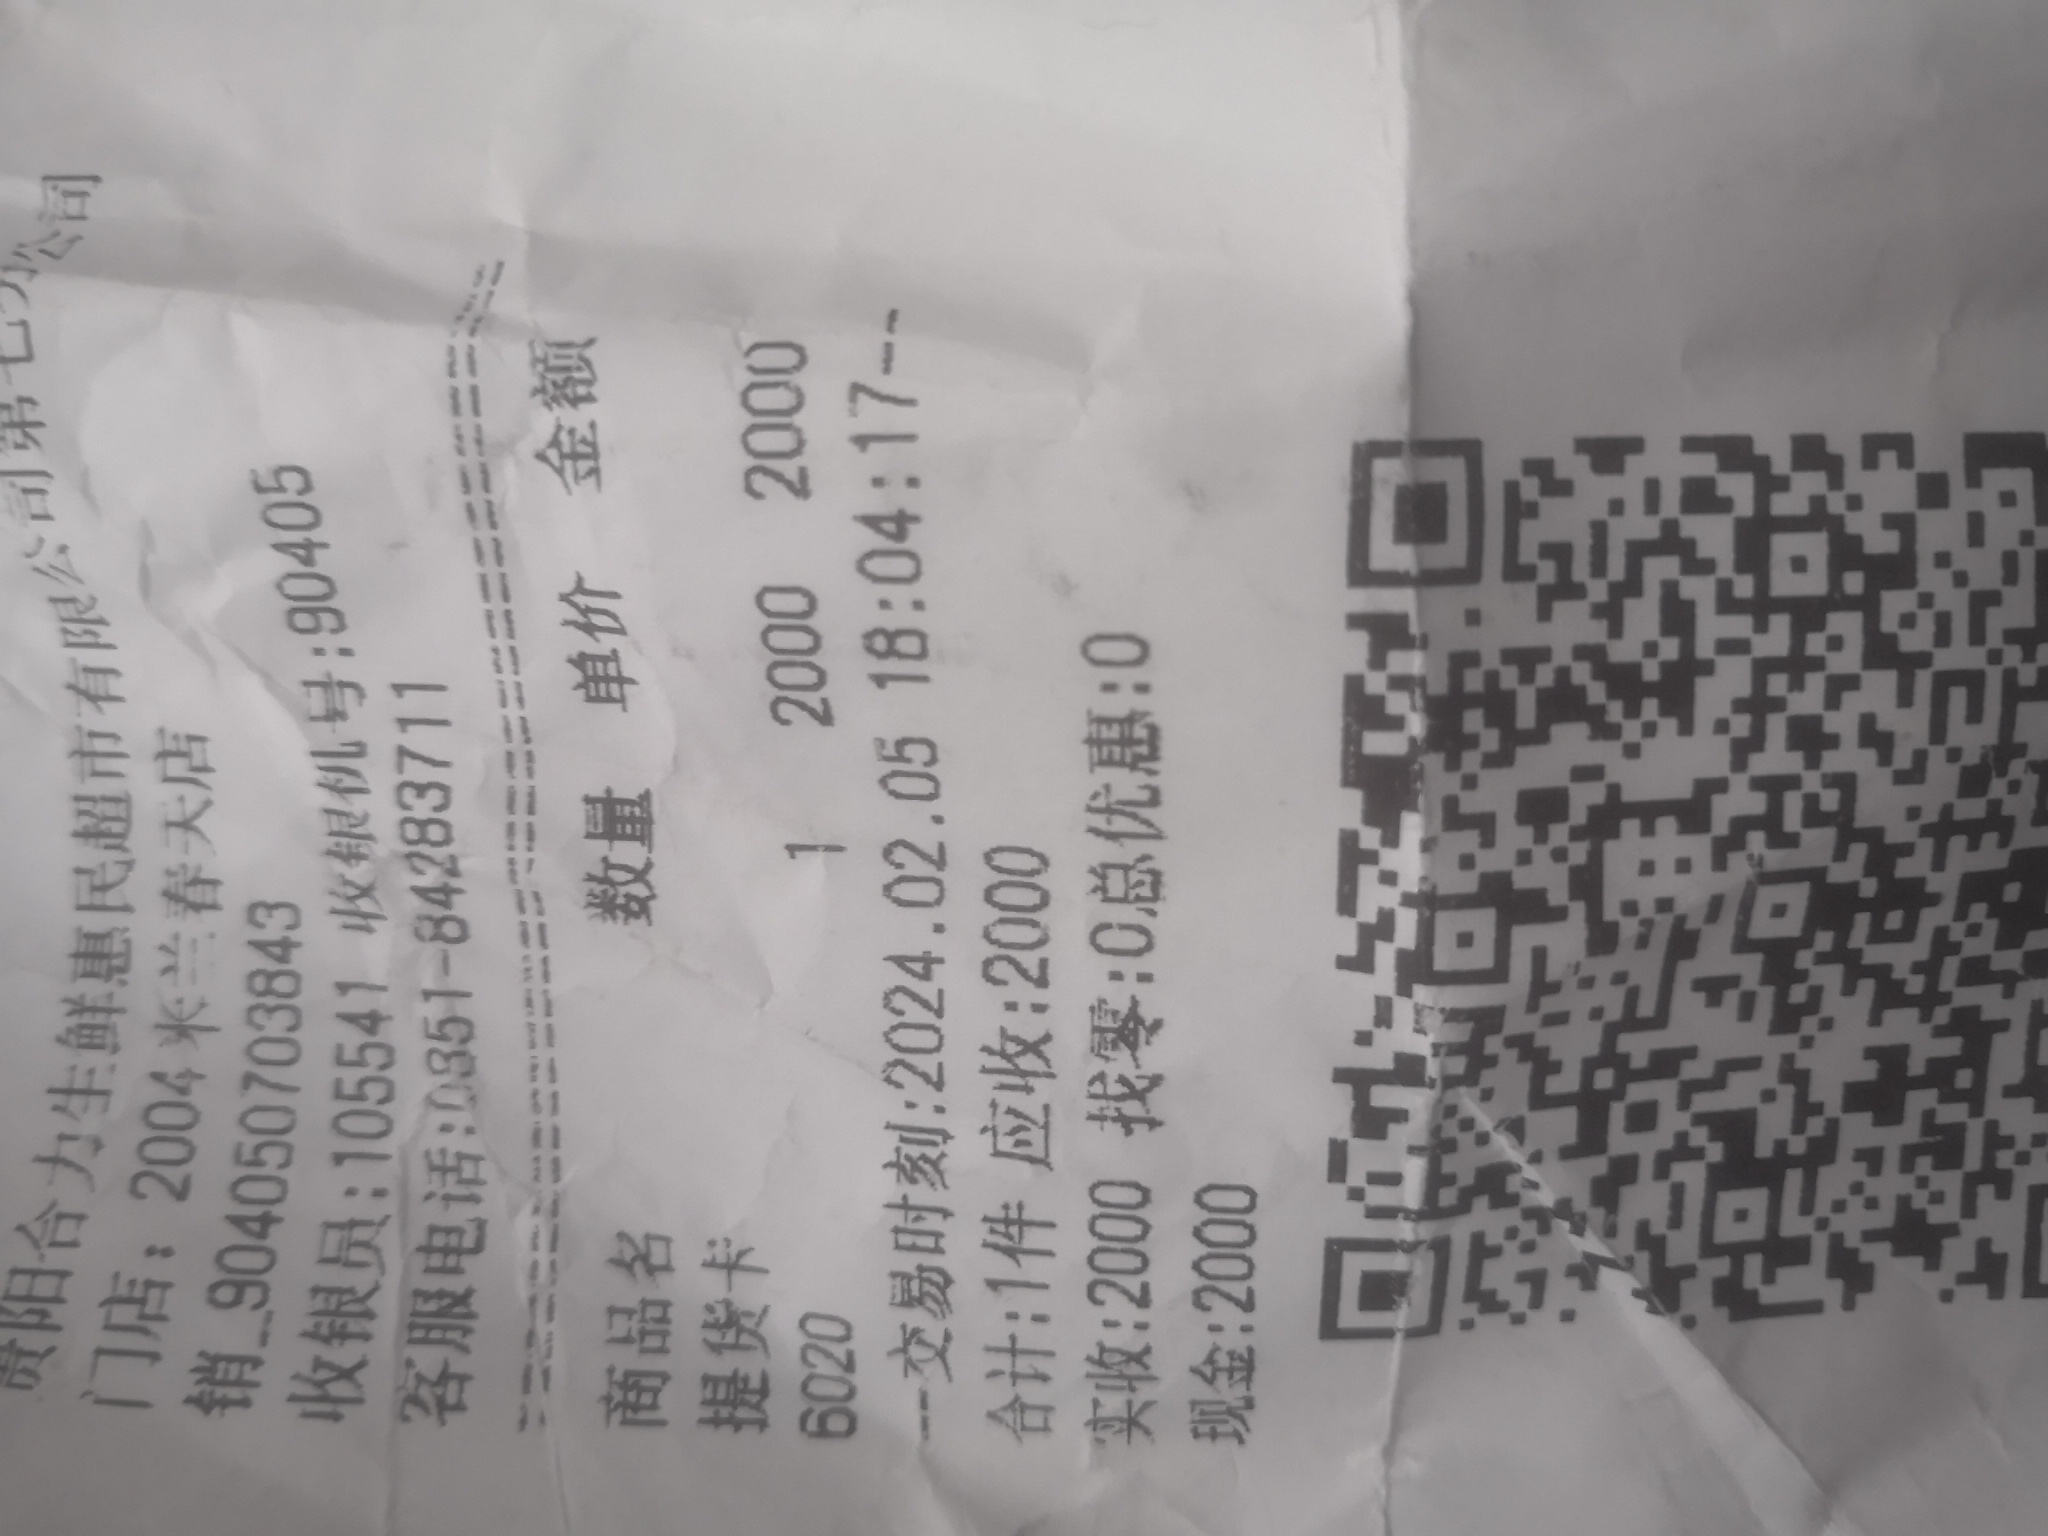 贵阳合力生鲜惠民超市有限公司第七分公司
门店: 2004米兰春天店
销_904050703843
收银员:105541 收银机号:90405
客服电话:0851-84283711
商品名 数量 单价 金额
提货卡
6020 1 2000 2000
--交易时刻:2024.02.05 18:04:17---
合计:1件 应收:2000
实收:2000 找零:0总优惠:0
现金:2000